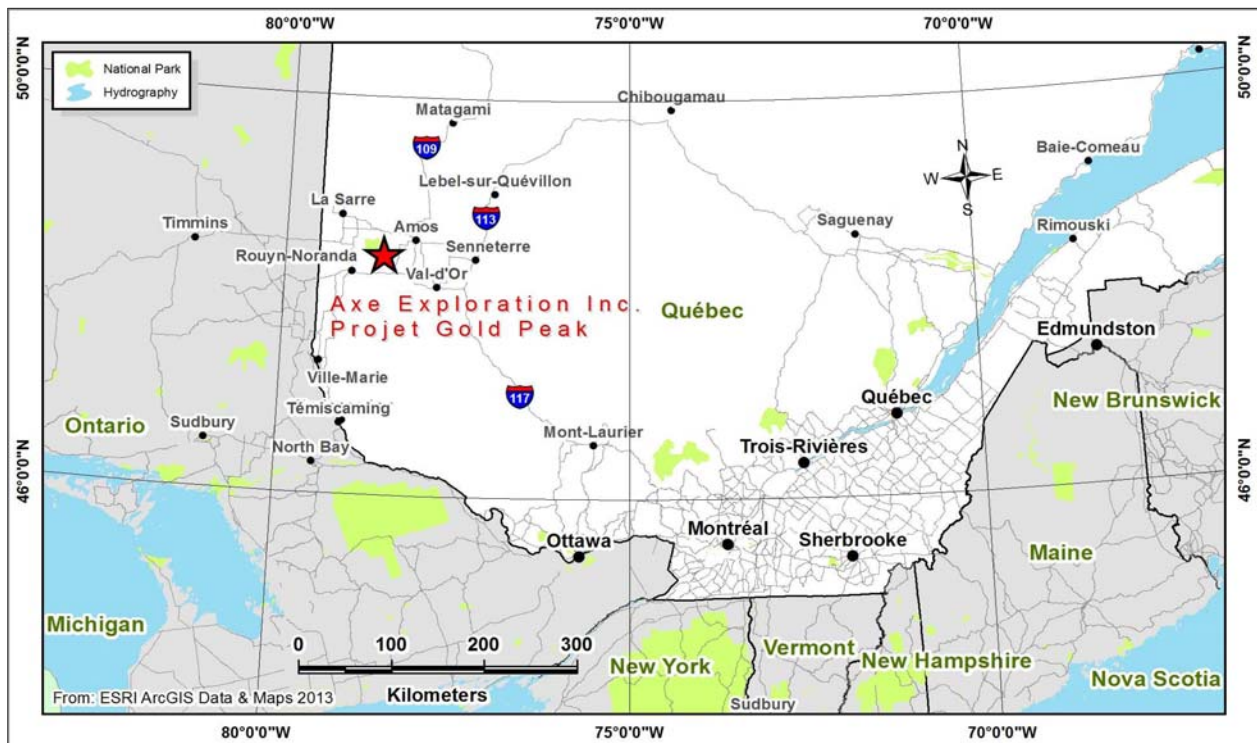 80°0'0"W
75°0'0"W
70°0'0"W
50°0'0"N
50°0'0"N
National Park
Hydrography
Matagami
Chibougamau
109
Baie-Comeau
N
W
E
S
La Sarre
Lebel-sur-Quévillon
113
Timmins
Amos
Saguenay
Rimouski
Rouyn-Noranda
Senneterre
Val-d'Or
Axe Exploration Inc.
Projet Gold Peak
Québec
Edmundston
Ville-Marie
117
Témiscaming
Québec
New Brunswick
Ontario
Sudbury
North Bay
Mont-Laurier
Trois-Rivières
46°0'0"N
46°0'0"N
Ottawa
Montréal
Sherbrooke
Maine
Michigan
0
100
200
300
Kilometers
New York
Vermont
New Hampshire
Nova Scotia
Sudbury
From: ESRI ArcGIS Data & Maps 2013
80°0'0"W
75°0'0"W
70°0'0"W